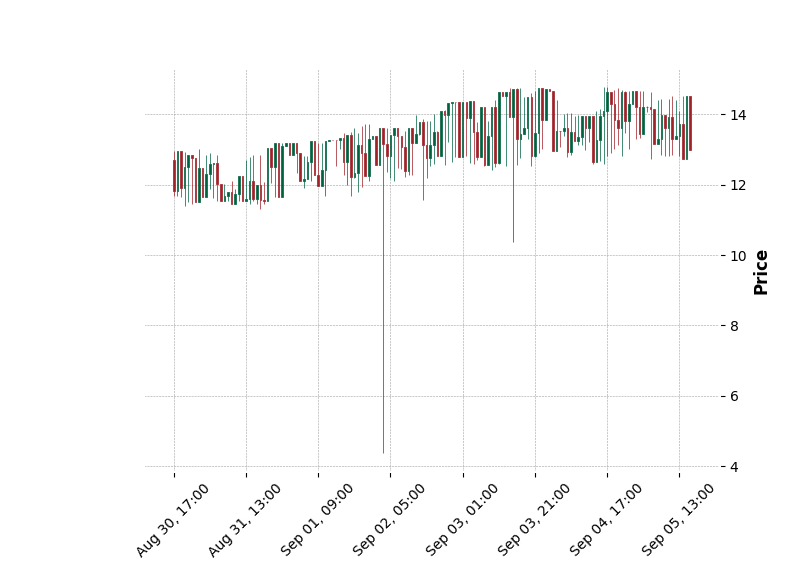 14
12
10
8
6
4
Price
Aug 30, 17:00
Aug 31, 13:00
Sep 01, 09:00
Sep 02, 05:00
Sep 03, 01:00
Sep 03, 21:00
Sep 04, 17:00
Sep 05, 13:00